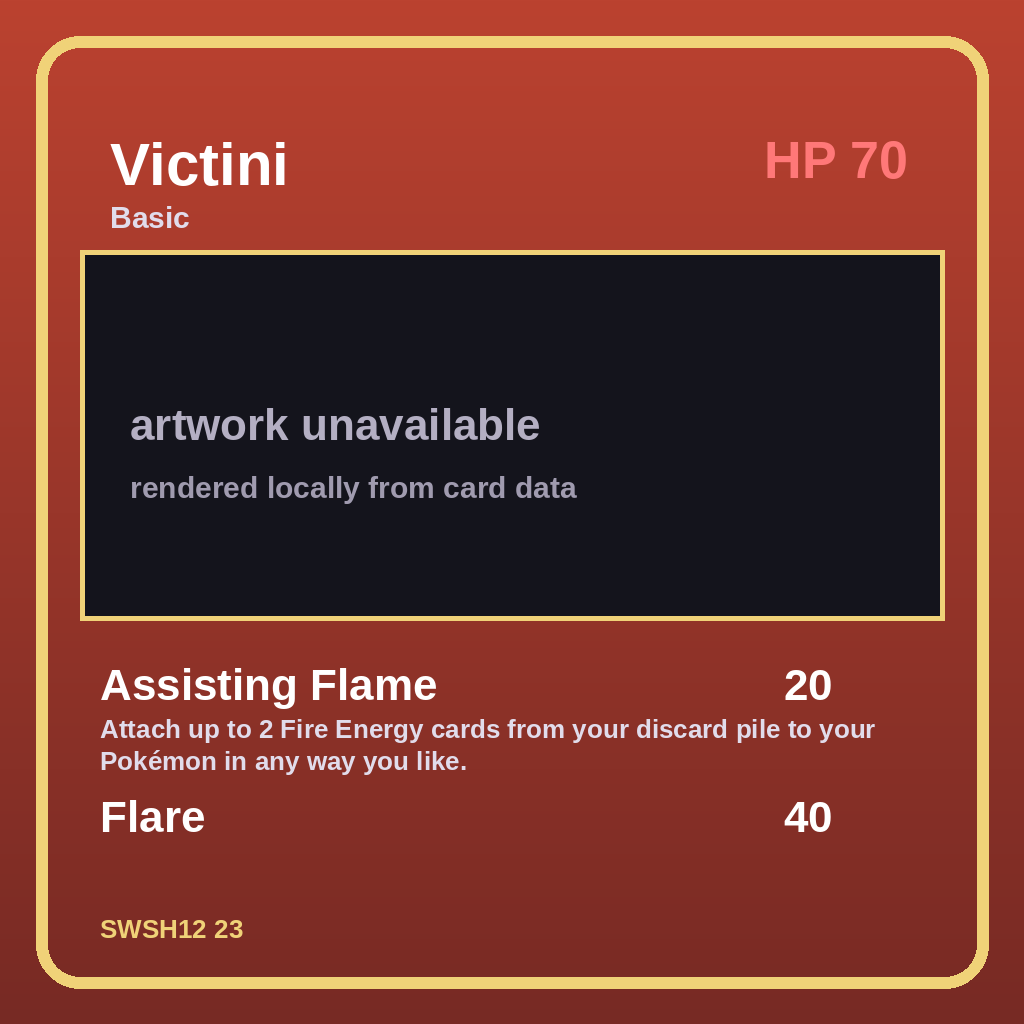 Victini
HP 70
Basic
artwork unavailable
rendered locally from card data
Assisting Flame 20
Attach up to 2 Fire Energy cards from your discard pile to your
Pokémon in any way you like.
Flare 40
SWSH12 23